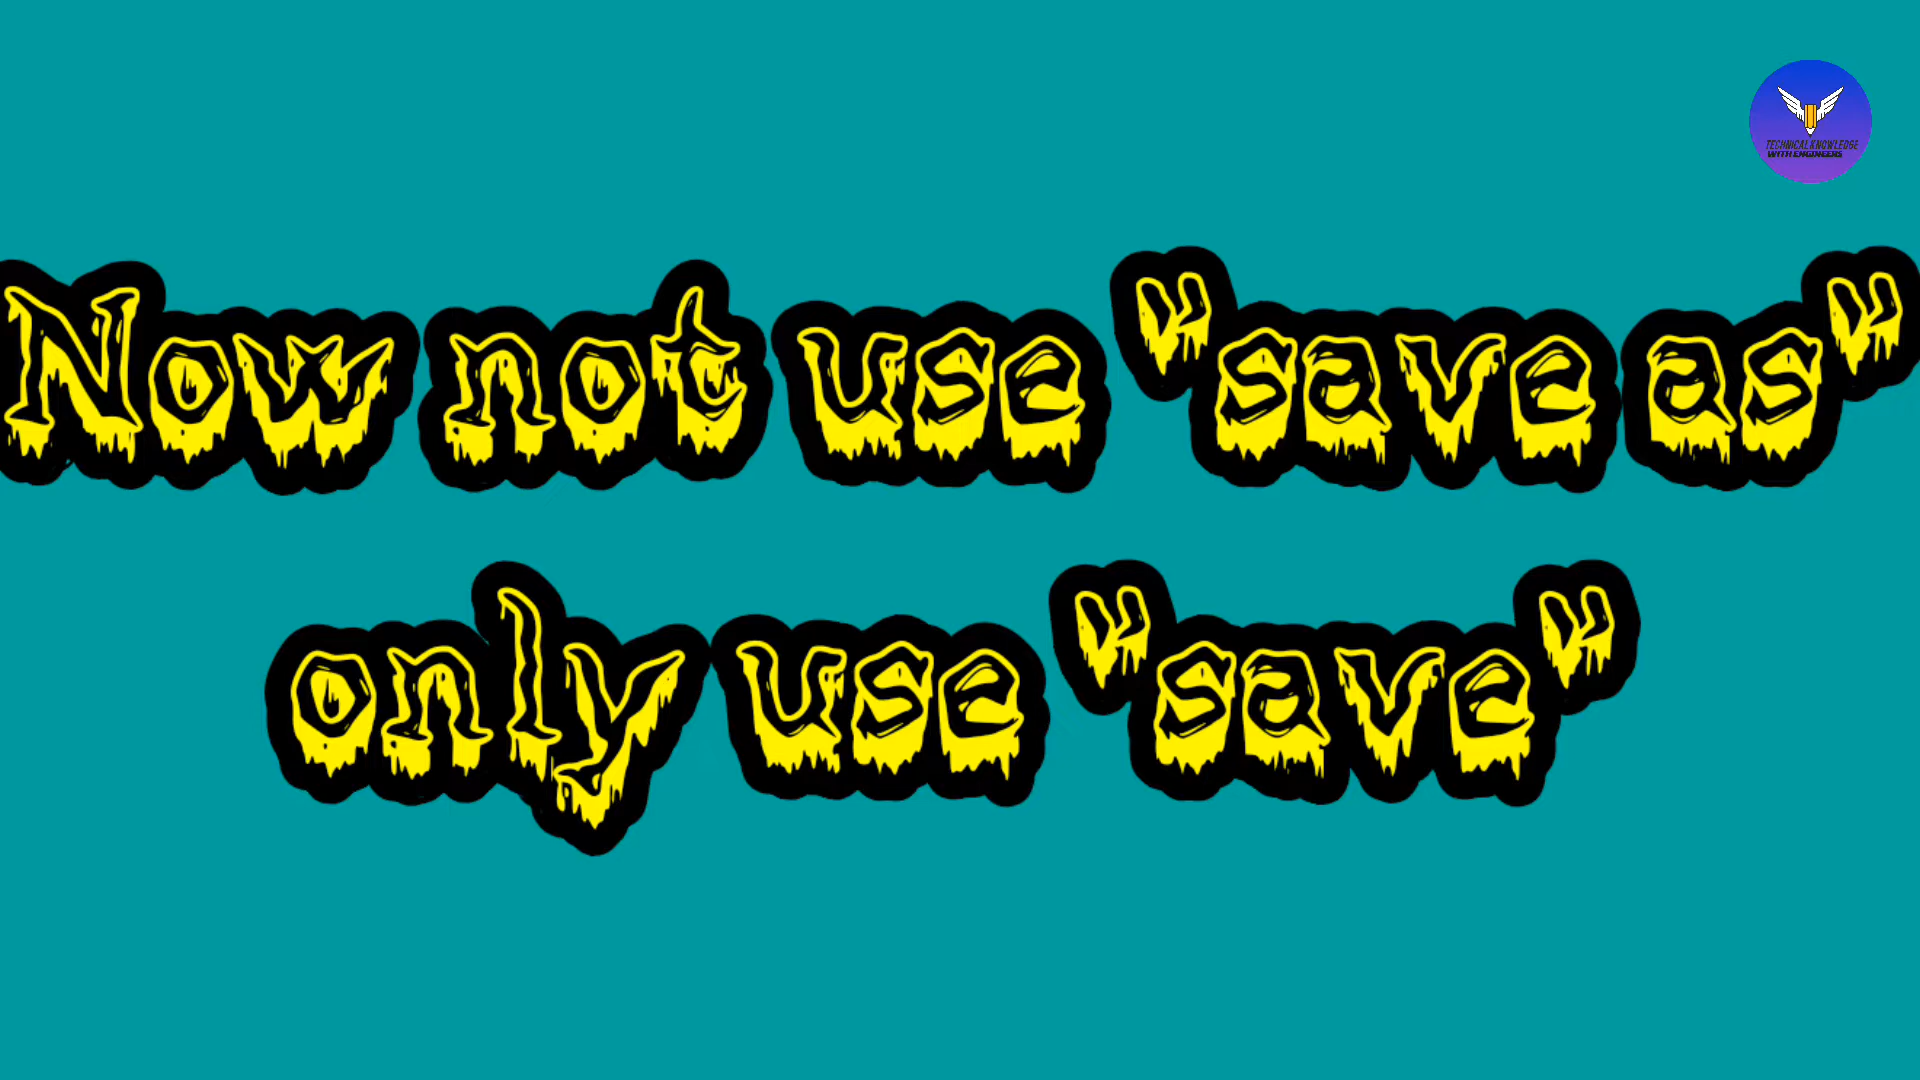 TECHNICAL KNOWLEDGE
WITH ENGINEERS
Now not use "save as"
only use "save"